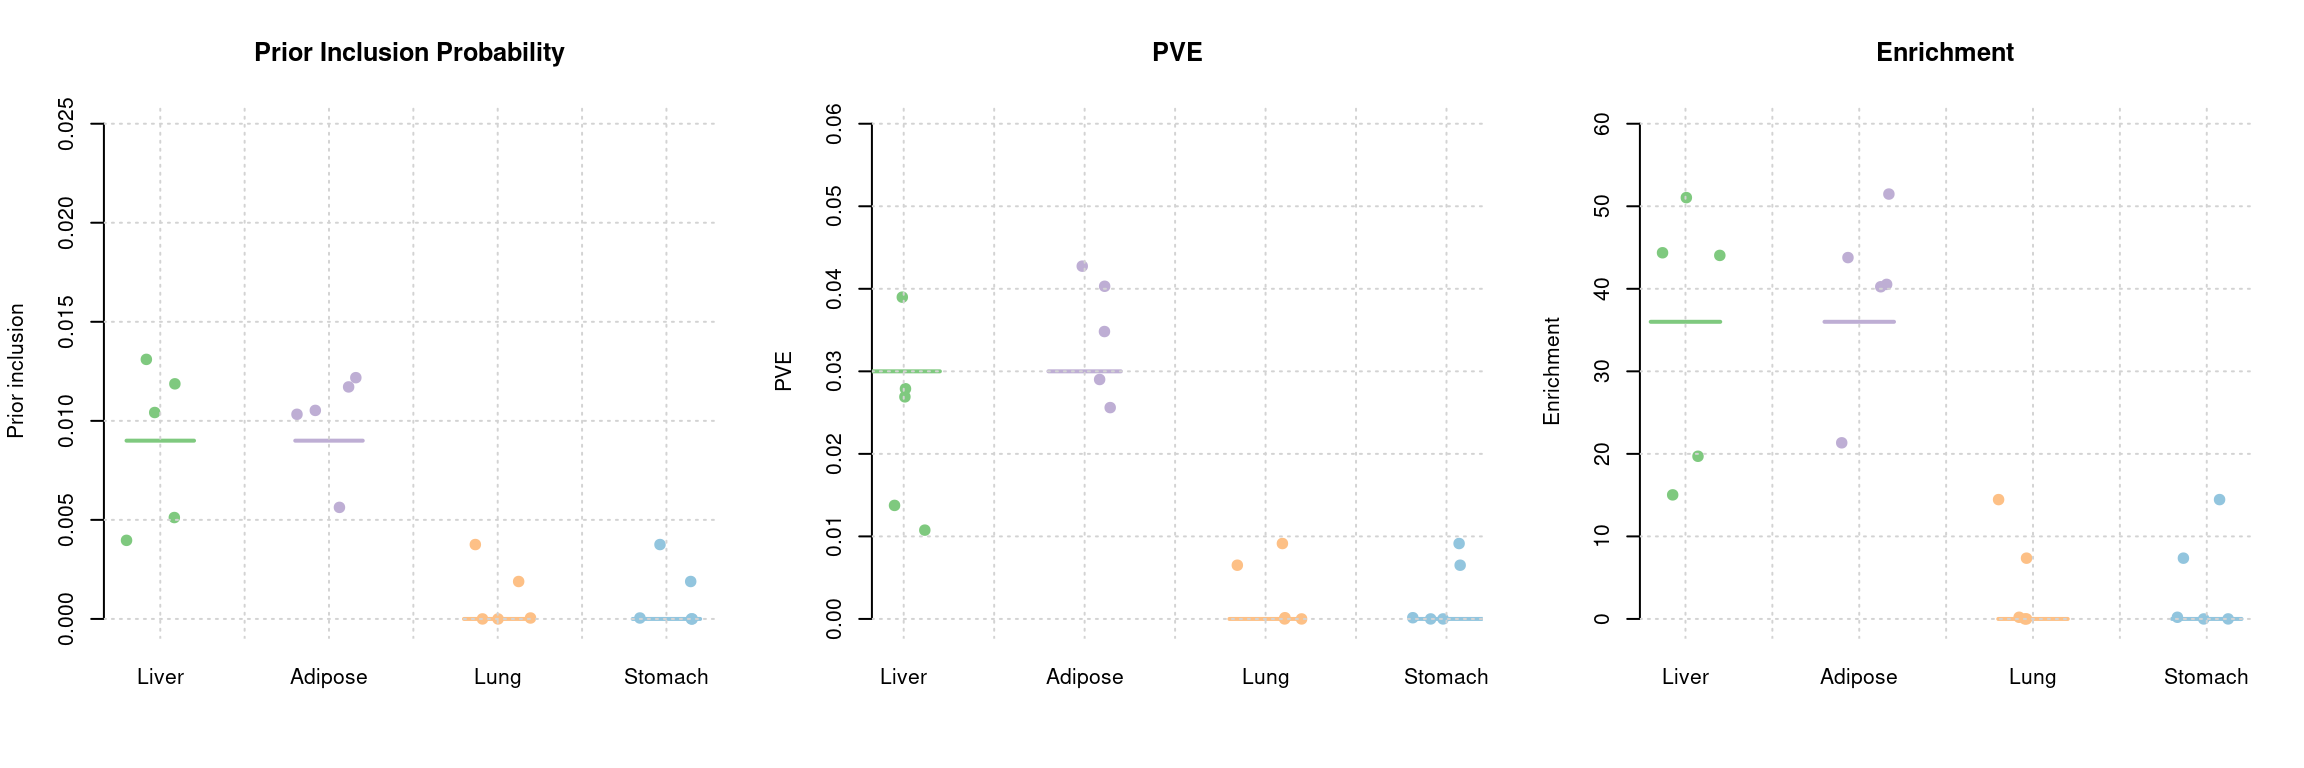 Prior Inclusion Probability
Prior inclusion
0.025
0.020
0.015
0.010
0.005
0.000
Liver Adipose Lung Stomach
PVE
PVE
0.06
0.05
0.04
0.03
0.02
0.01
0.00
Liver Adipose Lung Stomach
Enrichment
Enrichment
60
50
40
30
20
10
0
Liver Adipose Lung Stomach